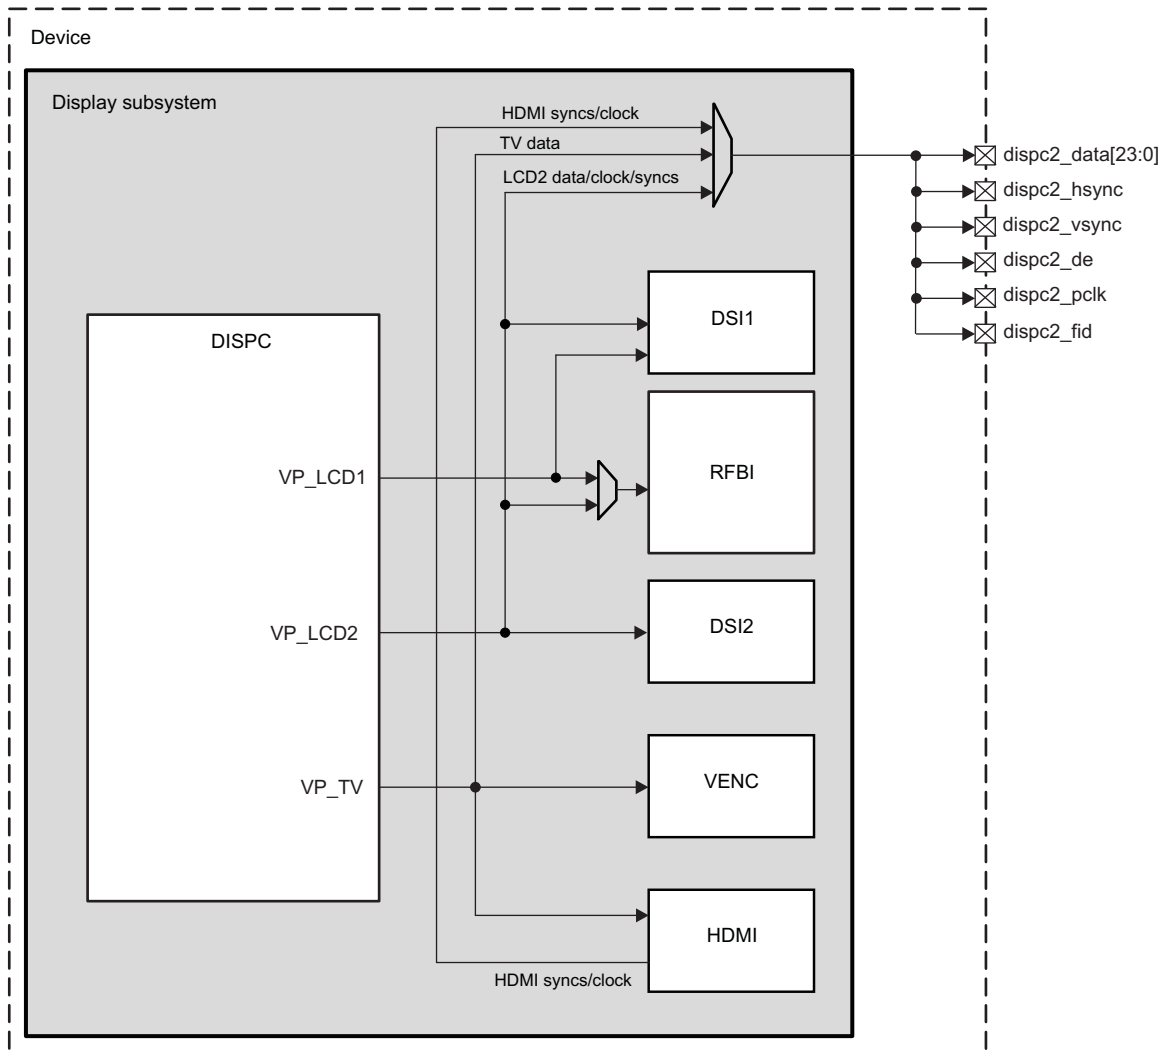 Device
Display subsystem
HDMI syncs/clock
TV data
LCD2 data/clock/syncs
dispc2_data[23:0]
dispc2_hsync
dispc2_vsync
dispc2_de
dispc2_pclk
dispc2_fid
DISPC
DSI1
VP_LCD1
RFBI
VP_LCD2
DSI2
VP_TV
VENC
HDMI
HDMI syncs/clock